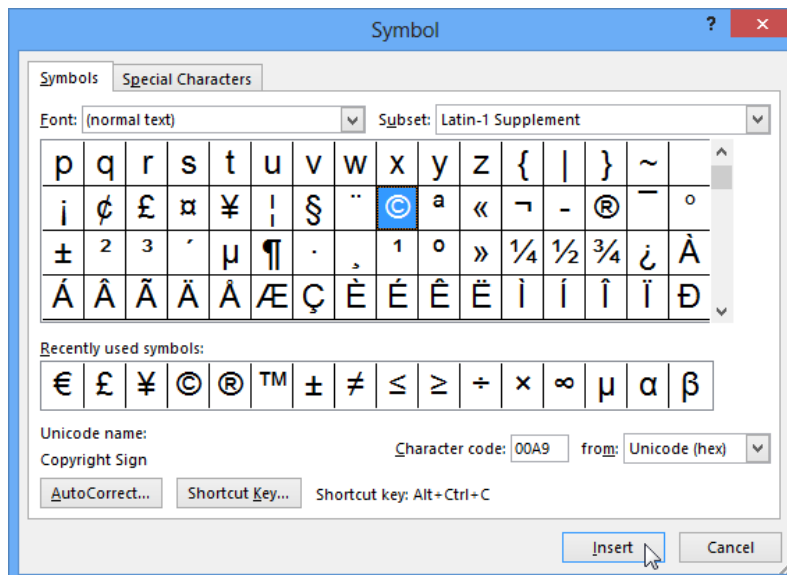 Symbol ? ×
Symbols Special Characters
Font: (normal text) Subset: Latin-1 Supplement
p q r s t u v w x y z { | } ~
¡ ¢ £ ¤ ¥ ¦ § ¨ © ª « ¬ - ® ¯ °
± ² ³ ´ µ ¶ · ¸ ¹ º » ¼ ½ ¾ ¿ À
Á Â Ã Ä Å Æ Ç È É Ê Ë Ì Í Î Ï Đ
Recently used symbols:
€ £ ¥ © ® ™ ± ≠ ≤ ≥ ÷ × ∞ µ α β
Unicode name:
Copyright Sign
Character code: 00A9 from: Unicode (hex)
AutoCorrect... Shortcut Key... Shortcut key: Alt+Ctrl+C
Insert Cancel